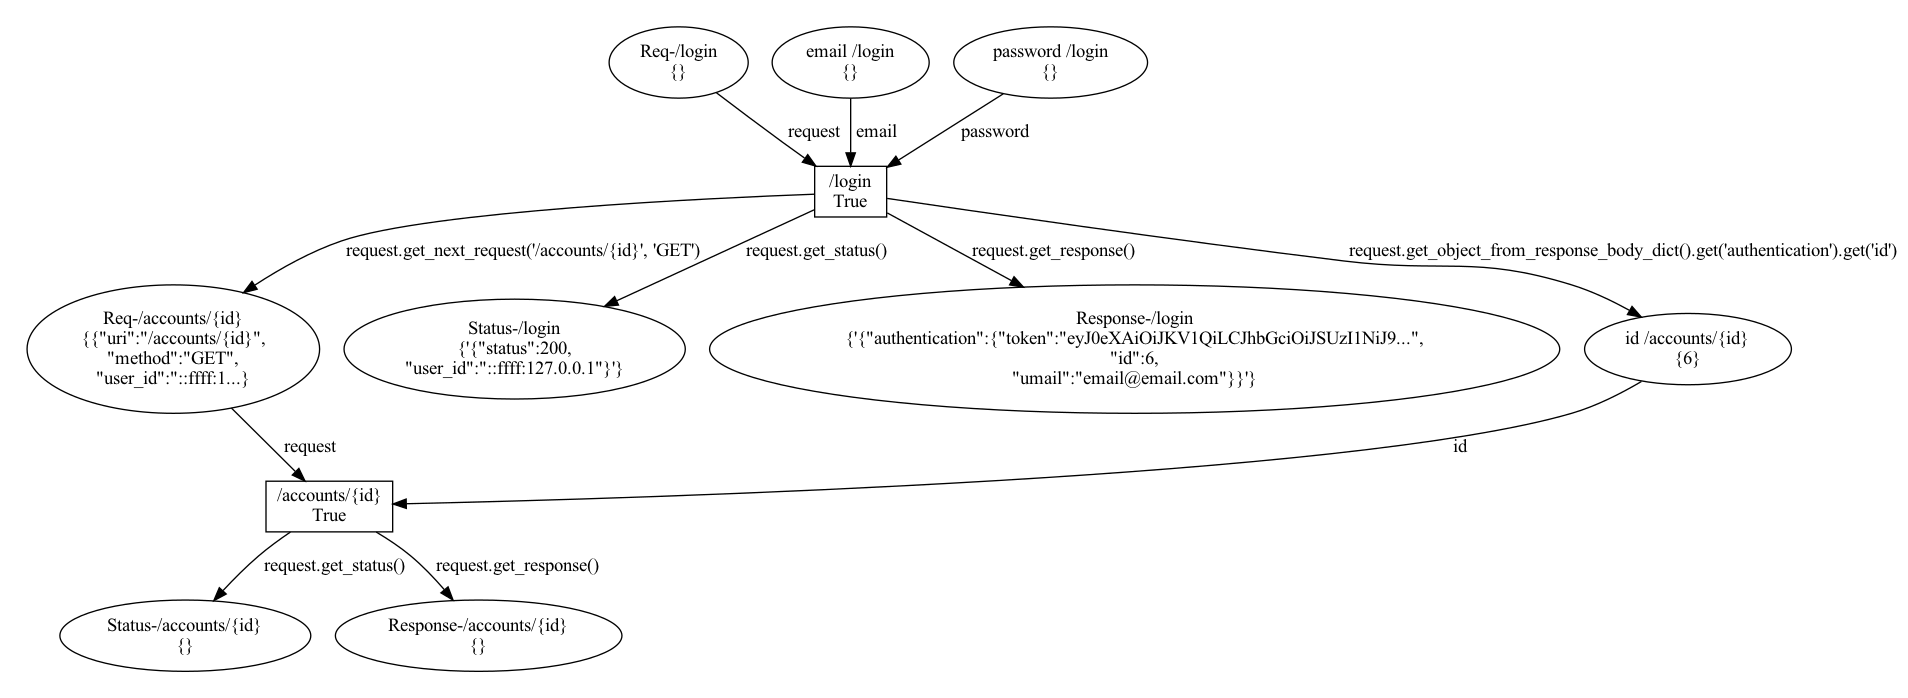 Req-/login
{}
email /login
{}
password /login
{}
request
email
password
/login
True
request.get_next_request('/accounts/{id}', 'GET')
request.get_status()
request.get_response()
request.get_object_from_response_body_dict().get('authentication').get('id')
Req-/accounts/{id}
{{"uri":"/accounts/{id}",
"method":"GET",
"user_id":"::ffff:1...}
Status-/login
{'{"status":200,
"user_id":"::ffff:127.0.0.1"}'}
Response-/login
{'{"authentication":{"token":"eyJ0eXAiOiJKV1QiLCJhbGciOiJSUzI1NiJ9...",
"id":6,
"umail":"email@email.com"}}'}
id /accounts/{id}
{6}
request
id
/accounts/{id}
True
request.get_status()
request.get_response()
Status-/accounts/{id}
{}
Response-/accounts/{id}
{}